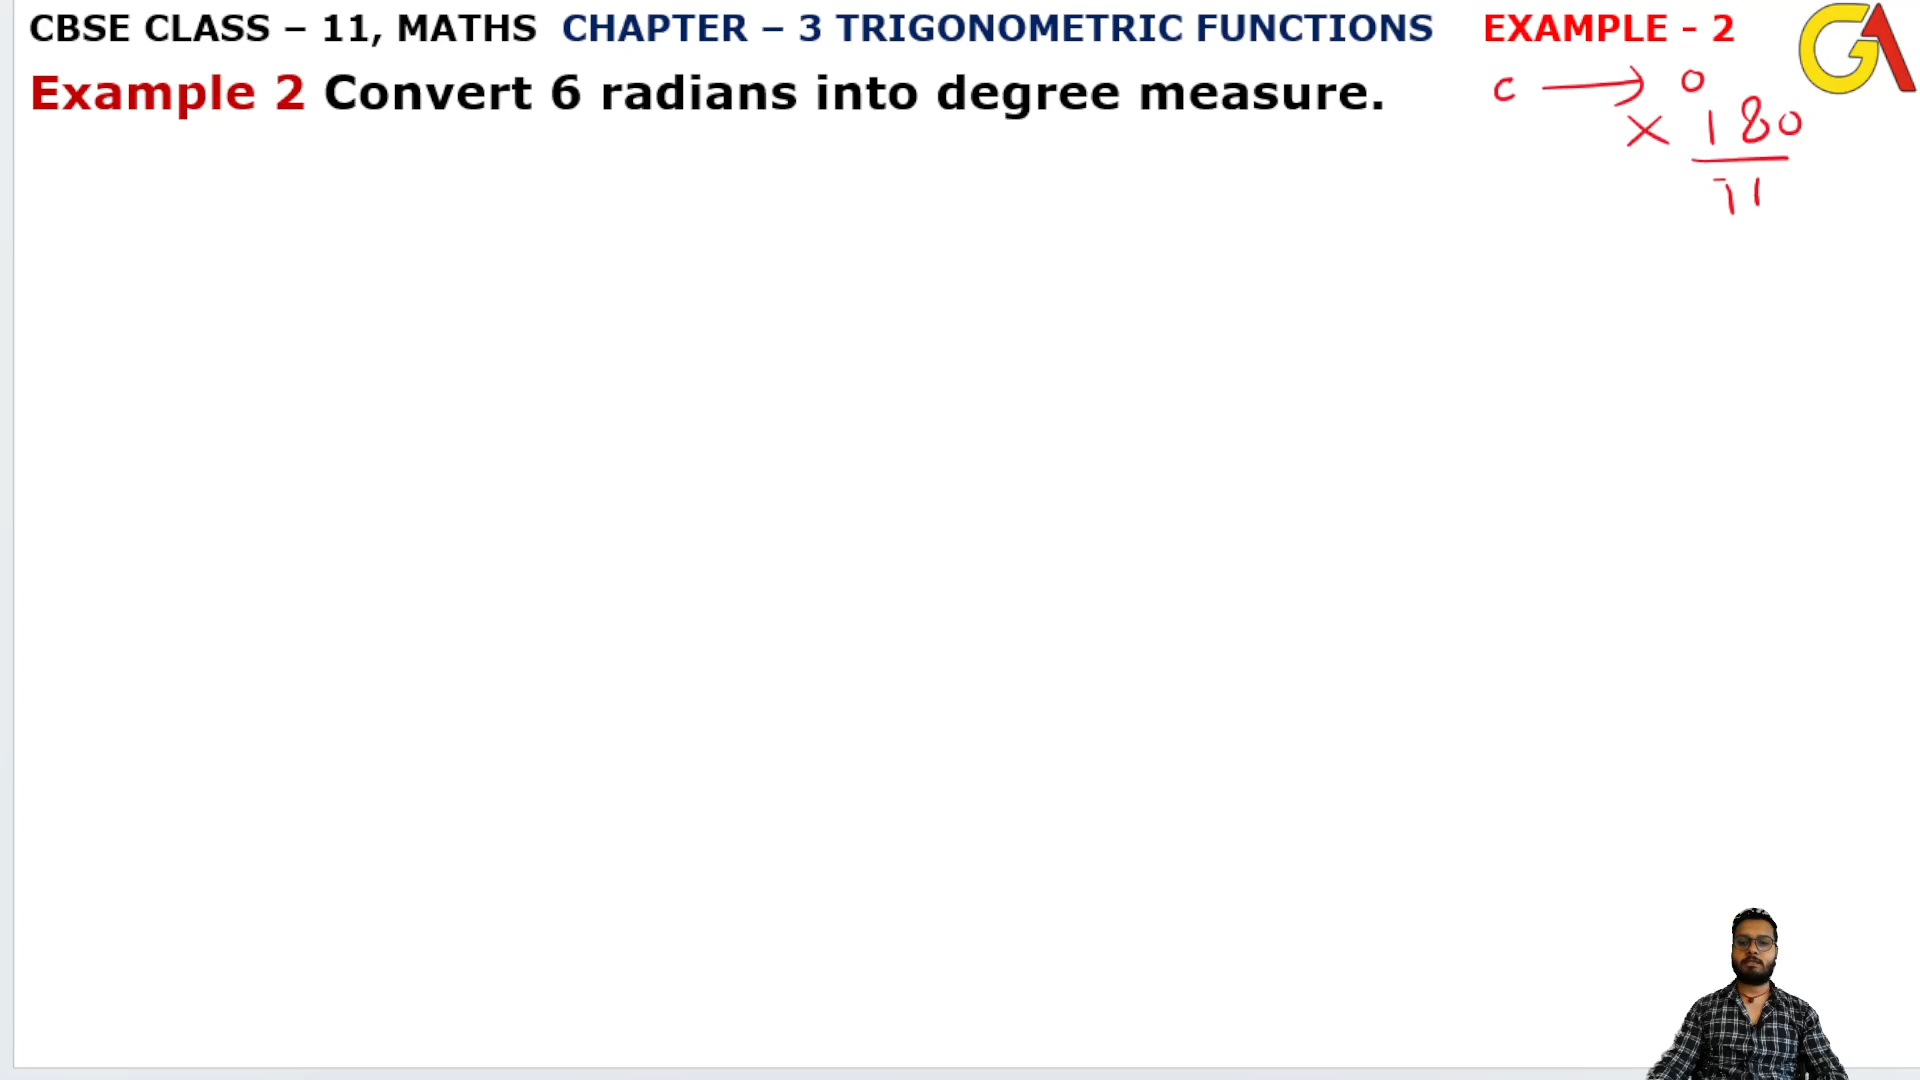 CBSE CLASS – 11, MATHS CHAPTER – 3 TRIGONOMETRIC FUNCTIONS EXAMPLE - 2
GA
Example 2 Convert 6 radians into degree measure.
c → o
× 180
π